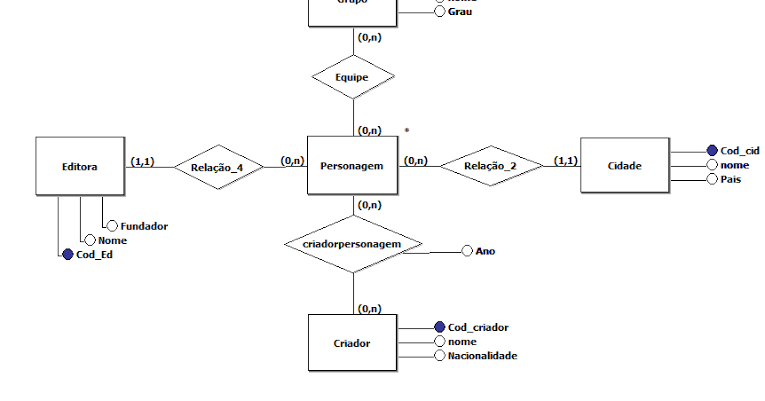 Grupo
nome
Grau
(0,n)
Equipe
(0,n)
*
Editora
(1,1)
Relação_4
(0,n)
Personagem
(0,n)
Relação_2
(1,1)
Cidade
Cod_cid
nome
Pais
Fundador
Nome
Cod_Ed
(0,n)
criadorpersonagem
Ano
(0,n)
Criador
Cod_criador
nome
Nacionalidade